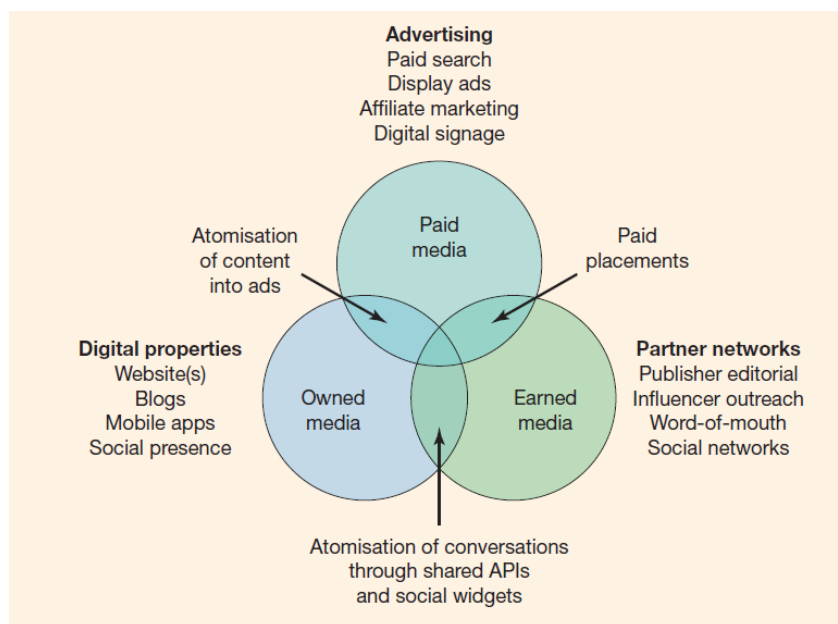 Advertising
Paid search
Display ads
Affiliate marketing
Digital signage
Paid
media
Atomisation
of content
into ads
Paid
placements
Digital properties
Website(s)
Blogs
Mobile apps
Social presence
Owned
media
Earned
media
Partner networks
Publisher editorial
Influencer outreach
Word-of-mouth
Social networks
Atomisation of conversations
through shared APIs
and social widgets